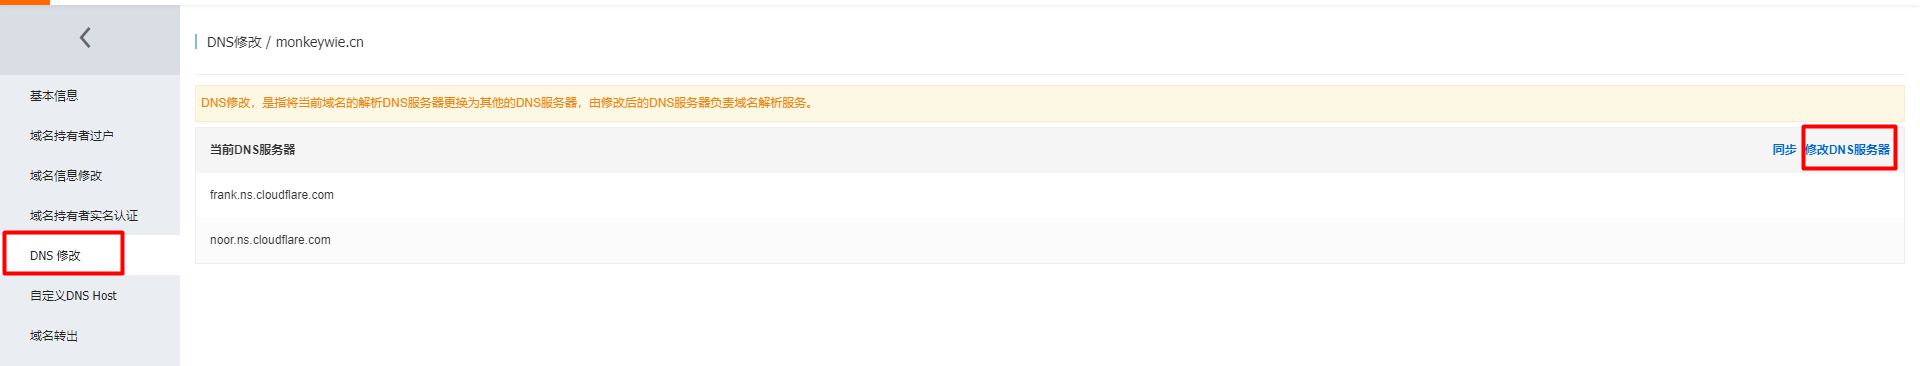 DNS修改 / monkeywie.cn
基本信息
域名持有者过户
域名信息修改
域名持有者实名认证
DNS 修改
自定义DNS Host
域名转出
DNS修改，是指将当前域名的解析DNS服务器更换为其他的DNS服务器，由修改后的DNS服务器负责域名解析服务。
当前DNS服务器 同步 修改DNS服务器
frank.ns.cloudflare.com
noor.ns.cloudflare.com